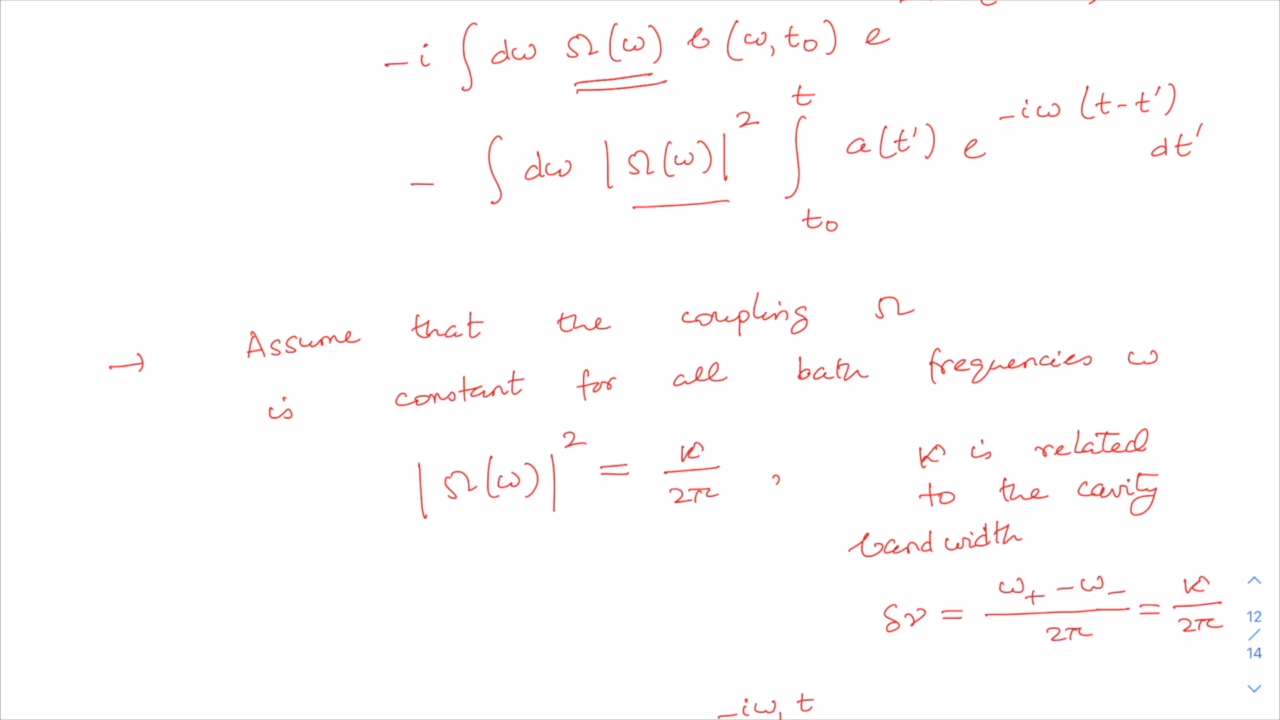 -i ∫ dω Ω(ω) b(ω, t₀) e
- ∫ dω |Ω(ω)|² ∫_{t₀}^{t} a(t') e^{-iω(t-t')} dt'
→ Assume that the coupling Ω
is constant for all bath frequencies ω
|Ω(ω)|² = κ/2π , κ is related
to the cavity
bandwidth
δν = (ω₊ - ω₋)/2π = κ/2π
12
/
14